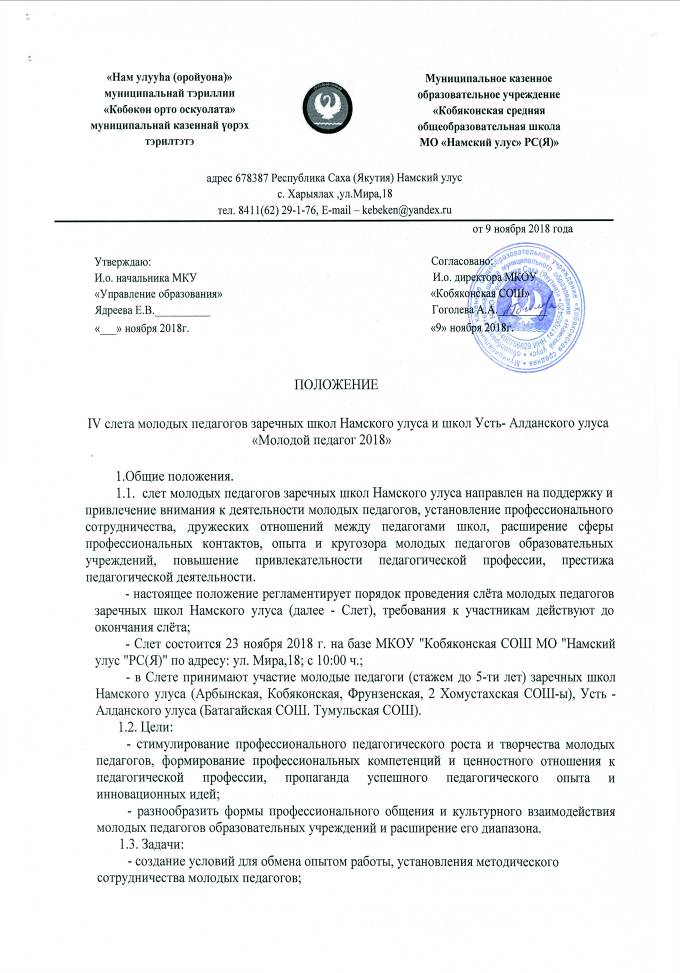 «Нам улууһа (оройуона)»
муниципальнай тэриллии
«Көбөкөн орто оскуолата»
муниципальнай казеннай үөрэх
тэрилтэтэ
Муниципальное казенное
образовательное учреждение
«Кобяконская средняя
общеобразовательная школа
МО «Намский улус» РС(Я)»
адрес 678387 Республика Саха (Якутия) Намский улус
с. Харыялах ,ул.Мира,18
тел. 8411(62) 29-1-76, E-mail – kebeken@yandex.ru
от 9 ноября 2018 года
Утверждаю:
И.о. начальника МКУ
«Управление образования»
Ядреева Е.В.__________
«___» ноября 2018г.
Согласовано:
И.о. директора МКОУ
«Кобяконская СОШ»
Гоголева А.А.
«9» ноября 2018г.
ПОЛОЖЕНИЕ
IV слета молодых педагогов заречных школ Намского улуса и школ Усть- Алданского улуса
«Молодой педагог 2018»
1.Общие положения.
1.1. слет молодых педагогов заречных школ Намского улуса направлен на поддержку и
привлечение внимания к деятельности молодых педагогов, установление профессионального
сотрудничества, дружеских отношений между педагогами школ, расширение сферы
профессиональных контактов, опыта и кругозора молодых педагогов образовательных
учреждений, повышение привлекательности педагогической профессии, престижа
педагогической деятельности.
- настоящее положение регламентирует порядок проведения слёта молодых педагогов
заречных школ Намского улуса (далее - Слет), требования к участникам действуют до
окончания слёта;
- Слет состоится 23 ноября 2018 г. на базе МКОУ "Кобяконская СОШ МО "Намский
улус "РС(Я)" по адресу: ул. Мира,18; с 10:00 ч.;
- в Слете принимают участие молодые педагоги (стажем до 5-ти лет) заречных школ
Намского улуса (Арбынская, Кобяконская, Фрунзенская, 2 Хомустахская СОШ-ы), Усть -
Алданского улуса (Батагайская СОШ. Тумульская СОШ).
1.2. Цели:
- стимулирование профессионального педагогического роста и творчества молодых
педагогов, формирование профессиональных компетенций и ценностного отношения к
педагогической профессии, пропаганда успешного педагогического опыта и
инновационных идей;
- разнообразить формы профессионального общения и культурного взаимодействия
молодых педагогов образовательных учреждений и расширение его диапазона.
1.3. Задачи:
- создание условий для обмена опытом работы, установления методического
сотрудничества молодых педагогов;